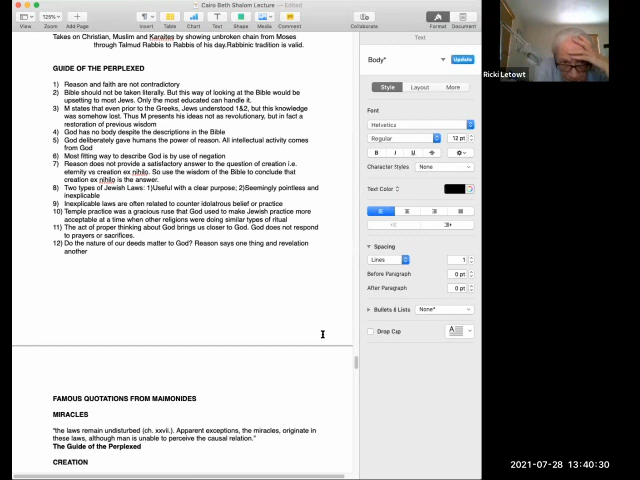 Cairo Beth Shalom Lecture — Edited
125%
View
Zoom
Add Page
Insert
Table
Chart
Text
Shape
Media
Comment
Collaborate
Format
Document
Takes on Christian, Muslim and Karaites by showing unbroken chain from Moses
through Talmud Rabbis to Rabbis of his day.Rabbinic tradition is valid.
GUIDE OF THE PERPLEXED
1) Reason and faith are not contradictory
2) Bible should not be taken literally. But this way of looking at the Bible would be
upsetting to most Jews. Only the most educated can handle it.
3) M states that even prior to the Greeks, Jews understood 1&2, but this knowledge
was somehow lost. Thus M presents his ideas not as revolutionary, but in fact a
restoration of previous wisdom
4) God has no body despite the descriptions in the Bible
5) God deliberately gave humans the power of reason. All intellectual activity comes
from God
6) Most fitting way to describe God is by use of negation
7) Reason does not provide a satisfactory answer to the question of creation i.e.
eternity vs creation ex nihilo. So use the wisdom of the Bible to conclude that
creation ex nihilo is the answer.
8) Two types of Jewish Laws: 1)Useful with a clear purpose; 2)Seemingly pointless and
inexplicable
9) Inexplicable laws are often related to counter idolatrous belief or practice
10) Temple practice was a gracious ruse that God used to make Jewish practice more
acceptable at a time when other religions were doing similar types of ritual
11) The act of proper thinking about God brings us closer to God. God does not respond
to prayers or sacrifices.
12) Do the nature of our deeds matter to God? Reason says one thing and revelation
another
FAMOUS QUOTATIONS FROM MAIMONIDES
MIRACLES
"the laws remain undisturbed (ch. xxvii.). Apparent exceptions, the miracles, originate in
these laws, although man is unable to perceive the causal relation."
The Guide of the Perplexed
CREATION
Text
Body*
Update
Style
Layout
More
Font
Helvetica
Regular
12 pt
B I U S
Character Styles
None
Text Color
Spacing
Lines
1
Before Paragraph
0 pt
After Paragraph
0 pt
Bullets & Lists
None*
Drop Cap
A
Ricki Letowt
2021-07-28 13:40:30